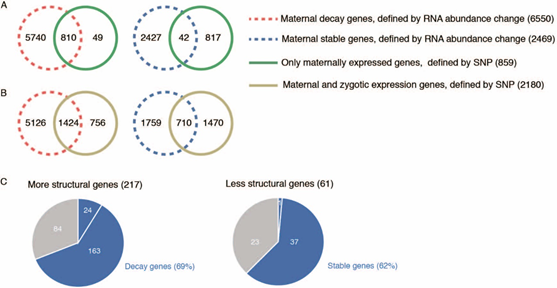 A
5740 810 49
2427 42 817
Maternal decay genes, defined by RNA abundance change (6550)
Maternal stable genes, defined by RNA abundance change (2469)
Only maternally expressed genes, defined by SNP (859)
Maternal and zygotic expression genes, defined by SNP (2180)
B
5126 1424 756
1759 710 1470
C
More structural genes (217)
24
84
163
Decay genes (69%)
Less structural genes (61)
23
37
Stable genes (62%)